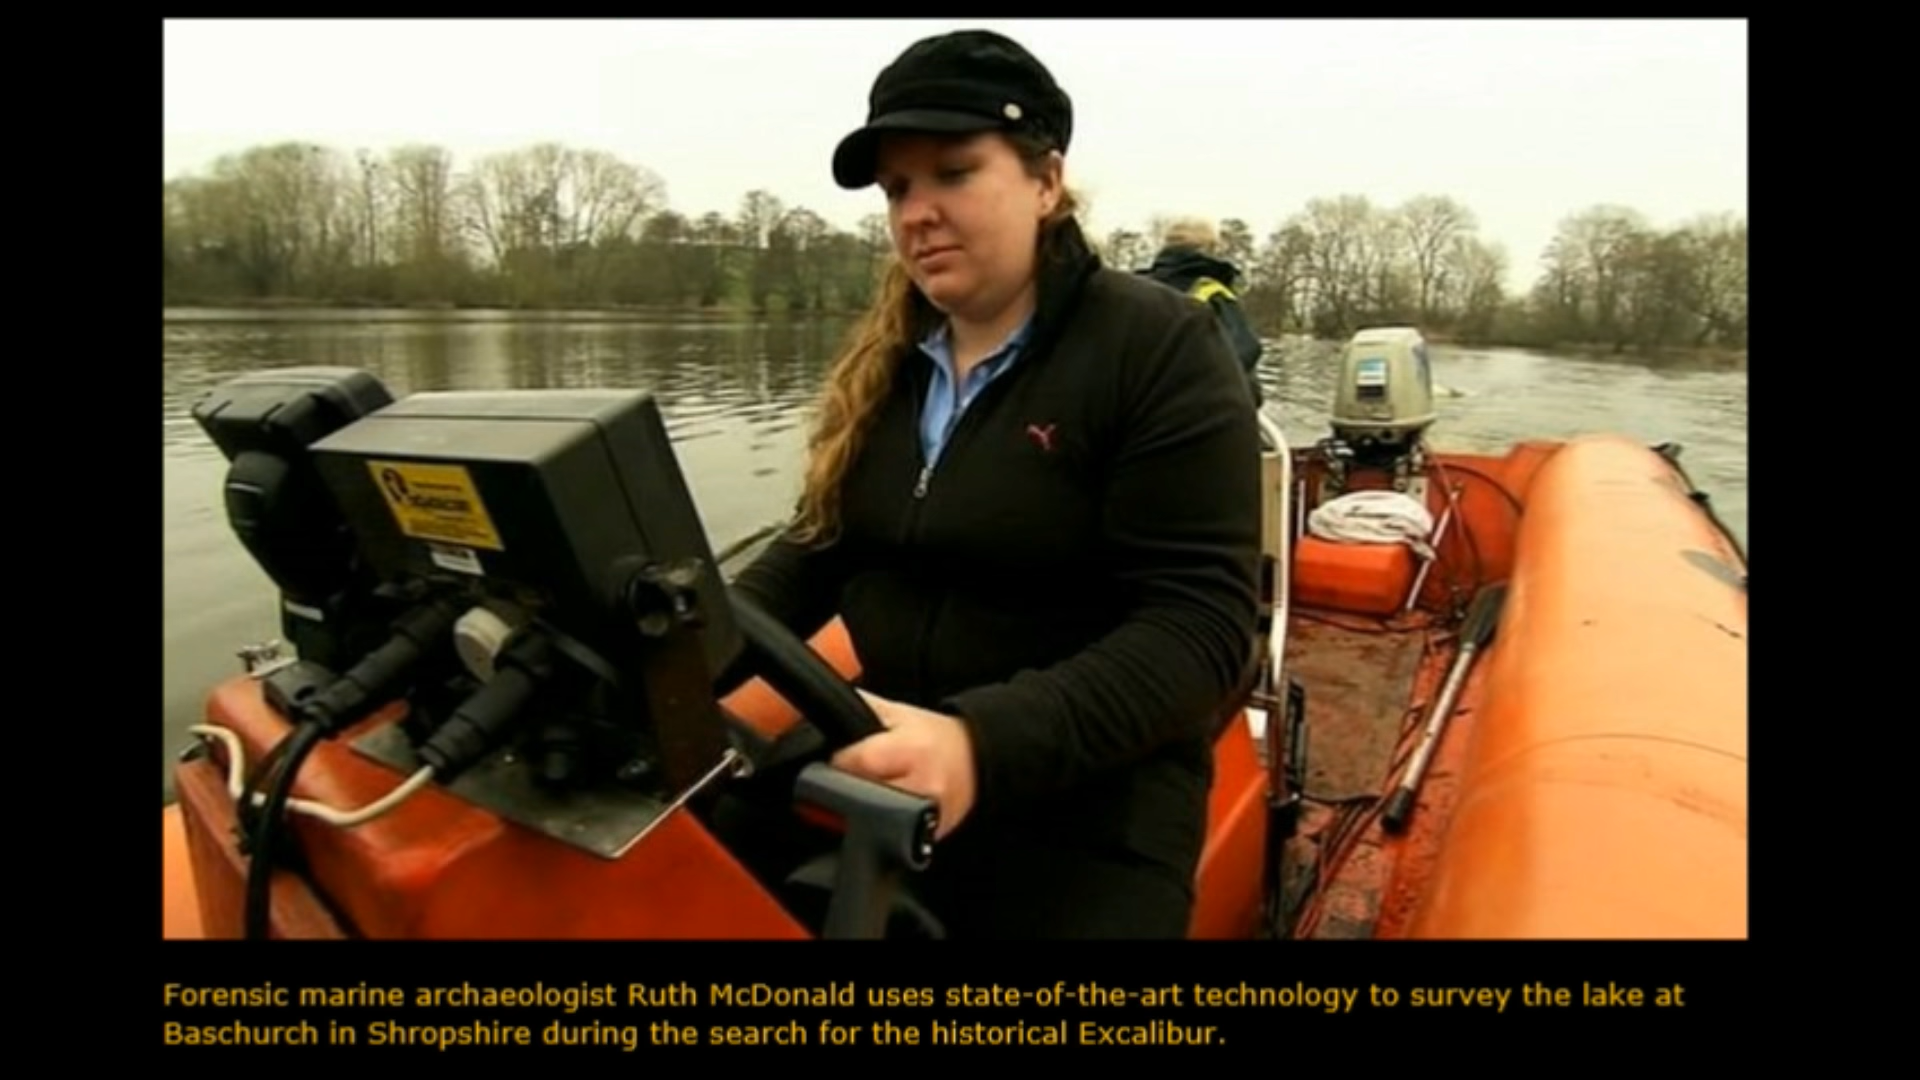 Forensic marine archaeologist Ruth McDonald uses state-of-the-art technology to survey the lake at
Baschurch in Shropshire during the search for the historical Excalibur.